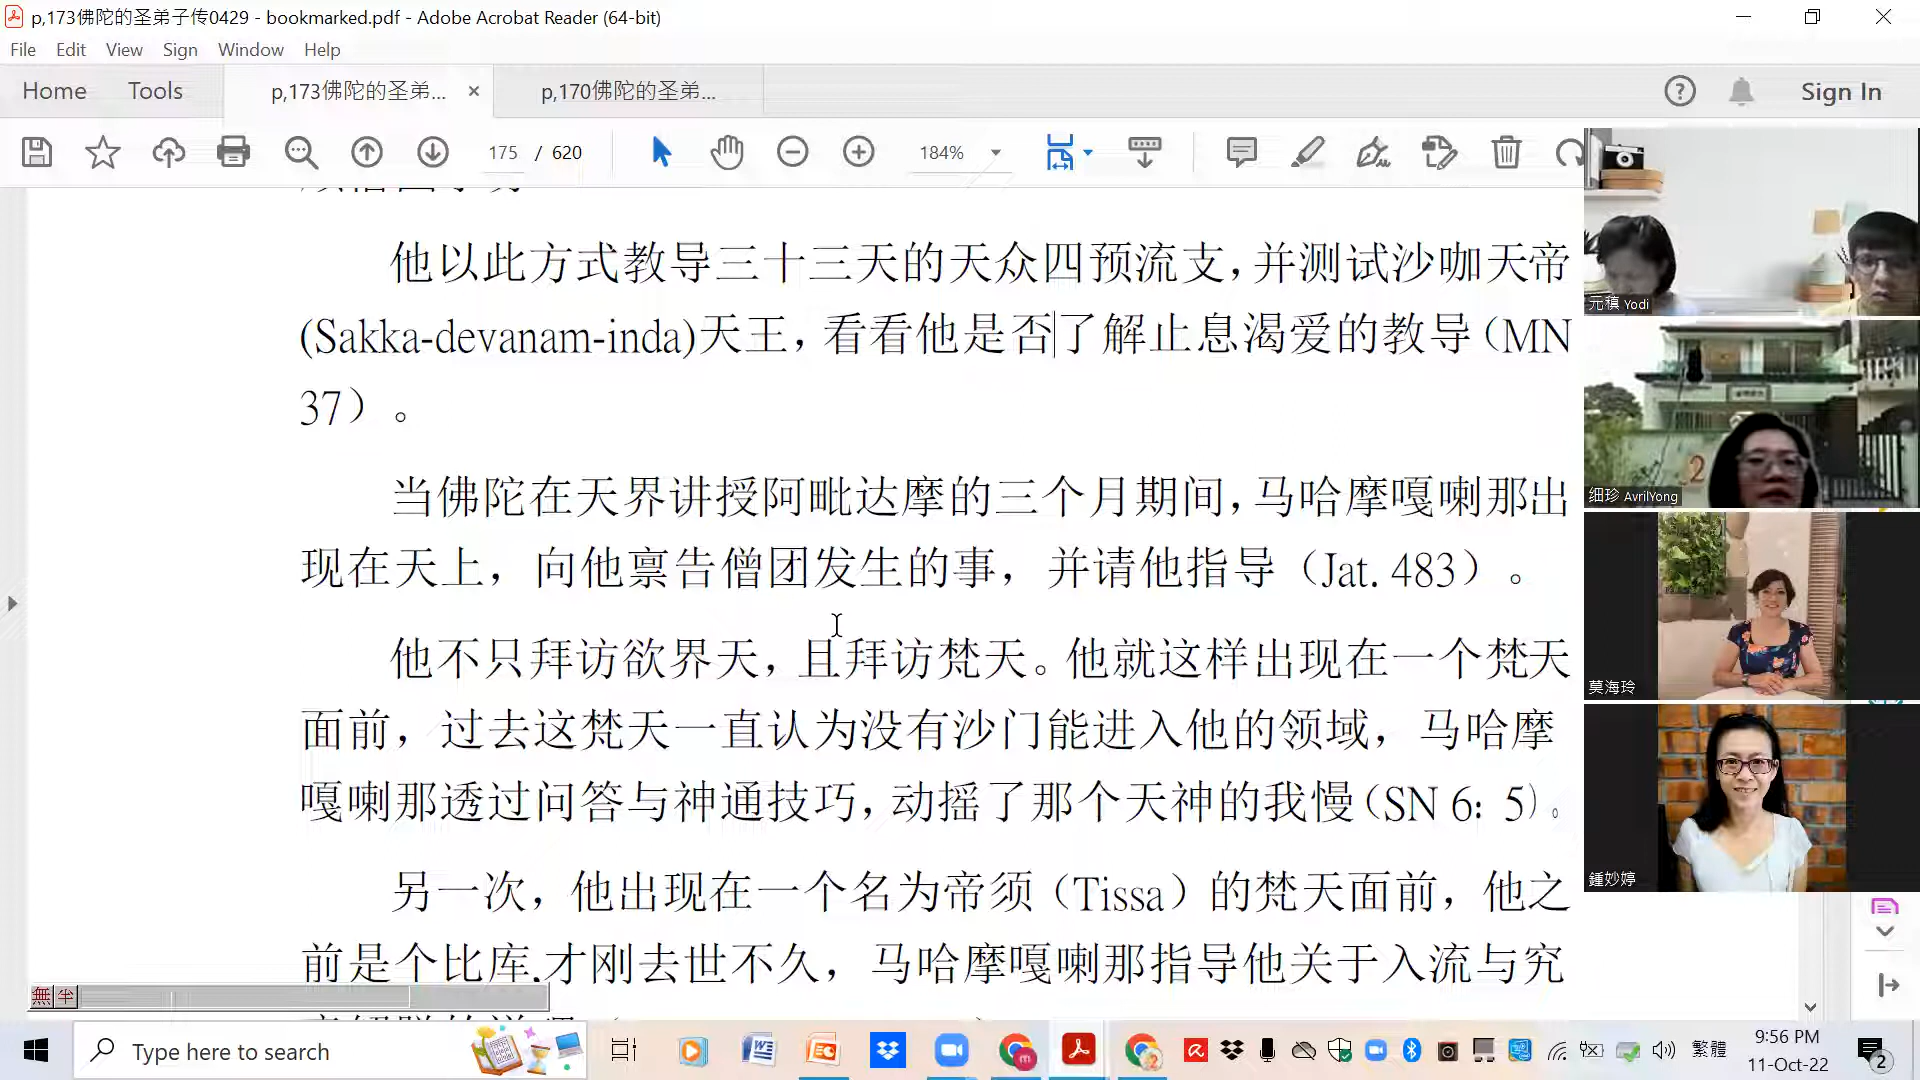 p,173佛陀的圣弟子传0429 - bookmarked.pdf - Adobe Acrobat Reader (64-bit)
File Edit View Sign Window Help
Home Tools p,173佛陀的圣弟... × p,170佛陀的圣弟... Sign In
175 / 620 184%
他以此方式教导三十三天的天众四预流支，并测试沙咖天帝
(Sakka-devanam-inda)天王，看看他是否了解止息渴爱的教导（MN
37）。
当佛陀在天界讲授阿毗达摩的三个月期间，马哈摩嘎喇那出
现在天上，向他禀告僧团发生的事，并请他指导（Jat. 483）。
他不只拜访欲界天，且拜访梵天。他就这样出现在一个梵天
面前，过去这梵天一直认为没有沙门能进入他的领域，马哈摩
嘎喇那透过问答与神通技巧，动摇了那个天神的我慢（SN 6：5）。
另一次，他出现在一个名为帝须（Tissa）的梵天面前，他之
前是个比库,才刚去世不久，马哈摩嘎喇那指导他关于入流与究
元稹 Yodi
细珍 AvrilYong
2
莫海玲
鍾妙婷
無 半
Type here to search
繁體
9:56 PM
11-Oct-22
2